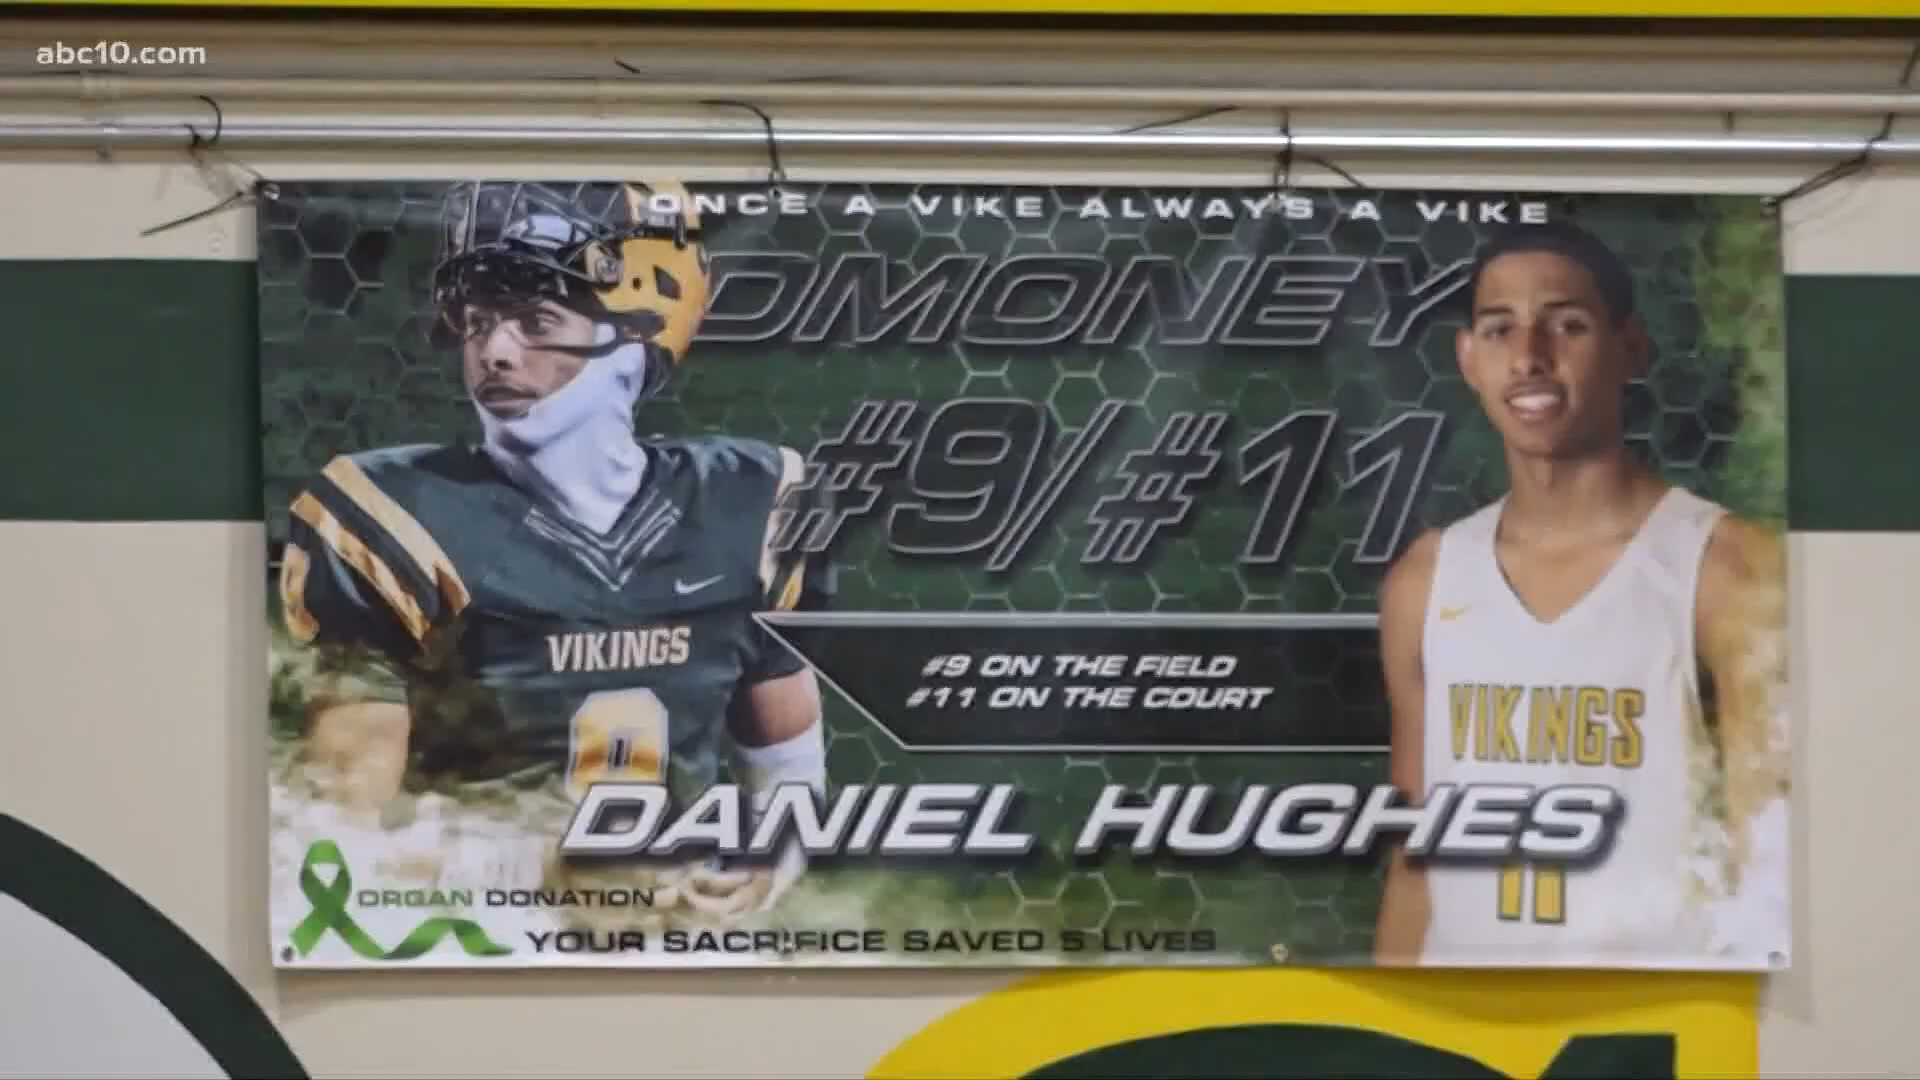 abc10.com
ONCE A VIKE ALWAYS A VIKE
DMONEY
#9/#11
#9 ON THE FIELD
#11 ON THE COURT
VIKINGS
VIKINGS
DANIEL HUGHES
11
ORGAN DONATION
YOUR SACRIFICE SAVED 5 LIVES